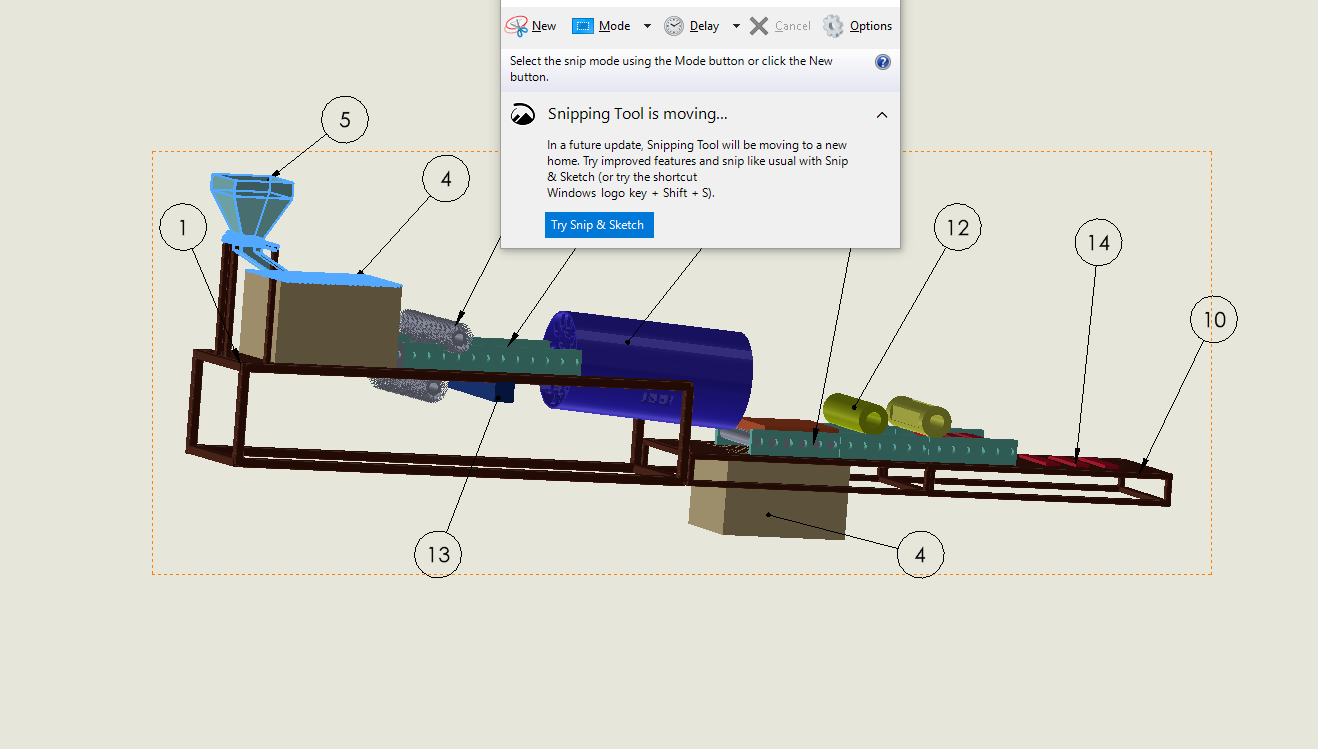 New Mode Delay Cancel Options
Select the snip mode using the Mode button or click the New
button.
Snipping Tool is moving...
In a future update, Snipping Tool will be moving to a new
home. Try improved features and snip like usual with Snip
& Sketch (or try the shortcut
Windows logo key + Shift + S).
Try Snip & Sketch
5
4
1
12
14
10
13
4